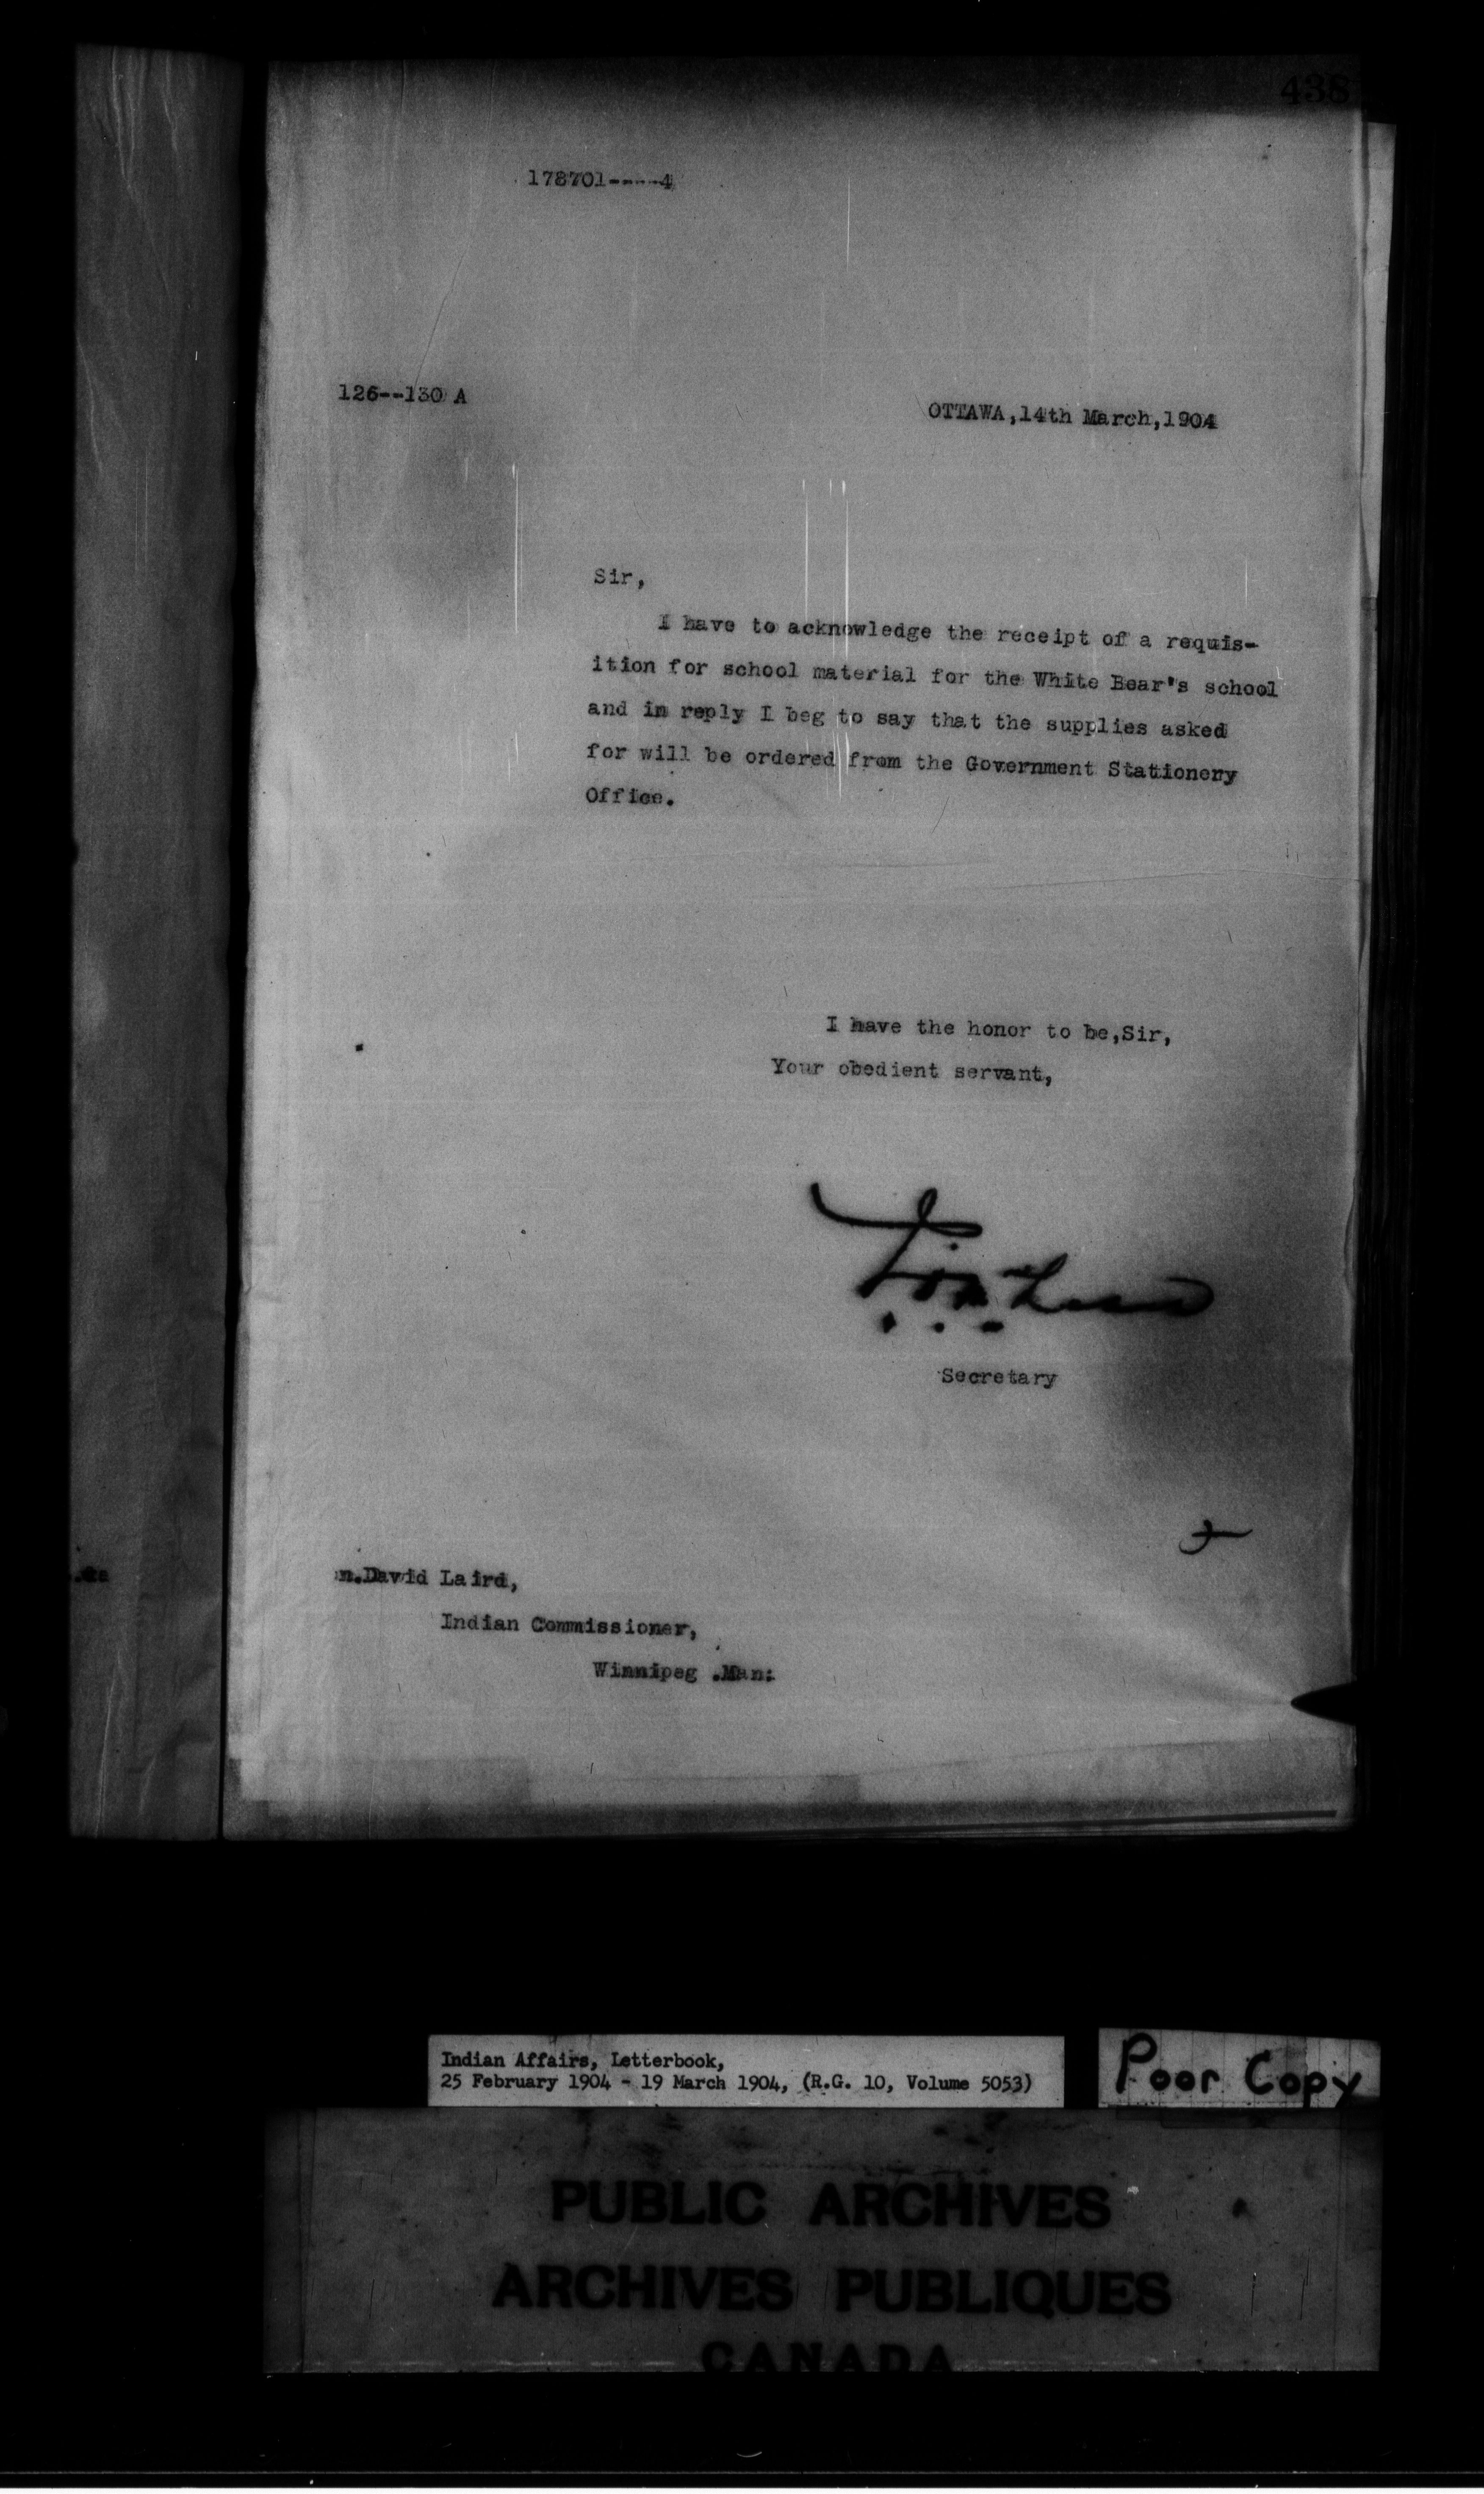 438
178701-----4
126--130 A
OTTAWA,14th March,1904
Sir,
I have to acknowledge the receipt of a requis-
ition for school material for the White Bear's school
and in reply I beg to say that the supplies asked
for will be ordered from the Government Stationery
Office.
I have the honor to be,Sir,
Your obedient servant,
Secretary
n.David Laird,
Indian Commissioner,
Winnipeg .Man:
Indian Affairs, Letterbook,
25 February 1904 - 19 March 1904, (R.G. 10, Volume 5053)
Poor Copy
PUBLIC ARCHIVES
ARCHIVES PUBLIQUES
CANADA